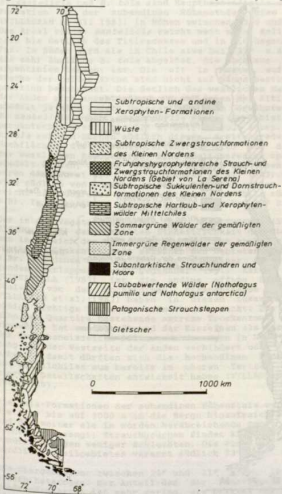 72° 70°
20°
24°
28°
32°
36°
40°
44°
48°
52°
56°
72° 70° 68°
Subtropische und andine
Xerophyten-Formationen
Wüste
Subtropische Zwergstrauchformationen
des Kleinen Nordens
Frühjahrshygrophytenreiche Strauch- und
Zwergstrauchformationen des Kleinen
Nordens (Gebiet von La Serena)
Subtropische Sukkulenten- und Dornstrauch-
formationen des Kleinen Nordens
Subtropische Hartlaub- und Xerophyten-
wälder Mittelchiles
Sommergrüne Wälder der gemäßigten
Zone
Immergrüne Regenwälder der gemäßigten
Zone
Subantarktische Strauchtundren und
Moore
Laubabwerfende Wälder (Nothofagus
pumilio und Nothofagus antarctica)
Patagonische Strauchsteppen
Gletscher
0 1000 km